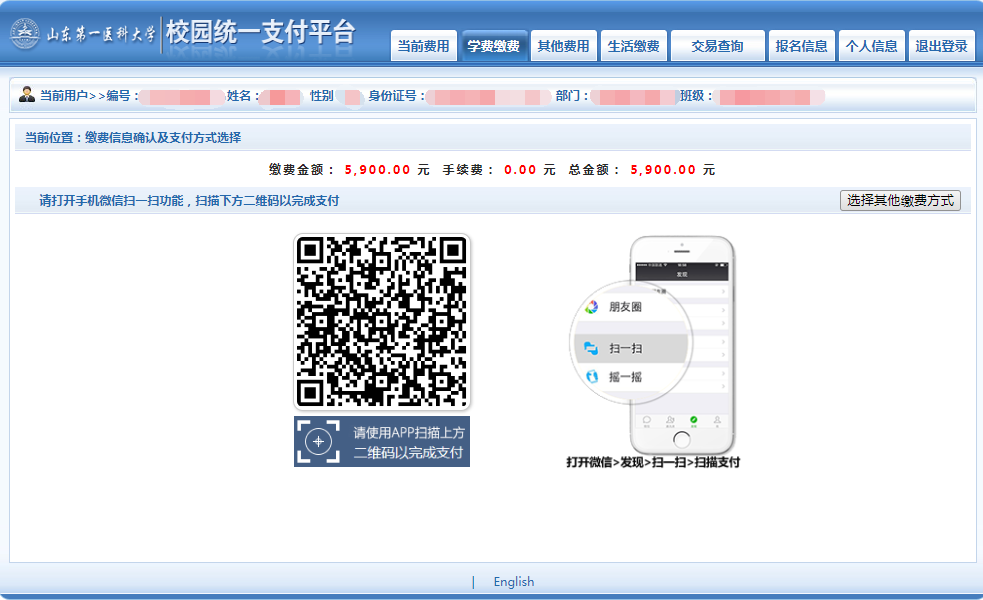 山东第一医科大学 校园统一支付平台
当前费用 学费缴费 其他费用 生活缴费 交易查询 报名信息 个人信息 退出登录
当前用户>>编号： 姓名： 性别 身份证号： 部门： 班级：
当前位置：缴费信息确认及支付方式选择
缴费金额： 5,900.00 元 手续费： 0.00 元 总金额： 5,900.00 元
请打开手机微信扫一扫功能，扫描下方二维码以完成支付 选择其他缴费方式
发现
朋友圈
扫一扫
摇一摇
请使用APP扫描上方
二维码以完成支付
打开微信>发现>扫一扫>扫描支付
| English